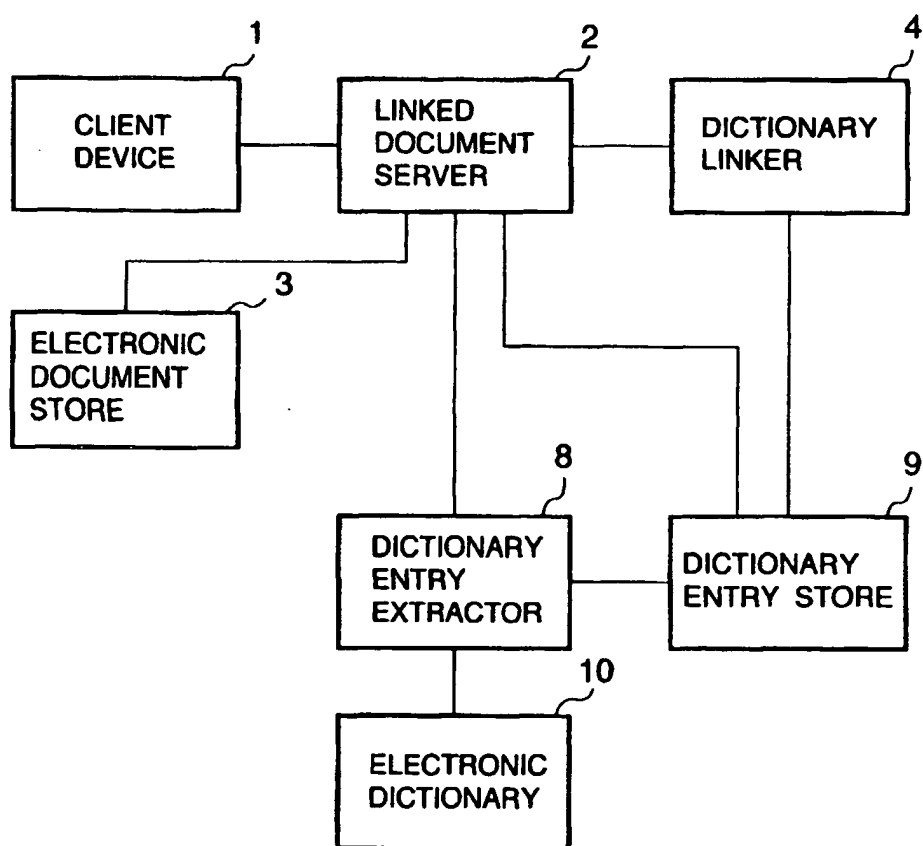 1
CLIENT
DEVICE
2
LINKED
DOCUMENT
SERVER
4
DICTIONARY
LINKER
3
ELECTRONIC
DOCUMENT
STORE
8
DICTIONARY
ENTRY
EXTRACTOR
9
DICTIONARY
ENTRY STORE
10
ELECTRONIC
DICTIONARY